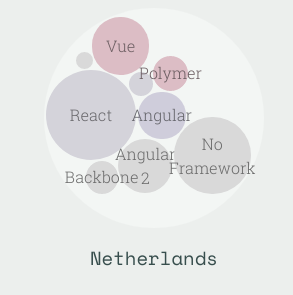 Vue
Polymer
React
Angular
No
Framework
Angular
2
Backbone
Netherlands